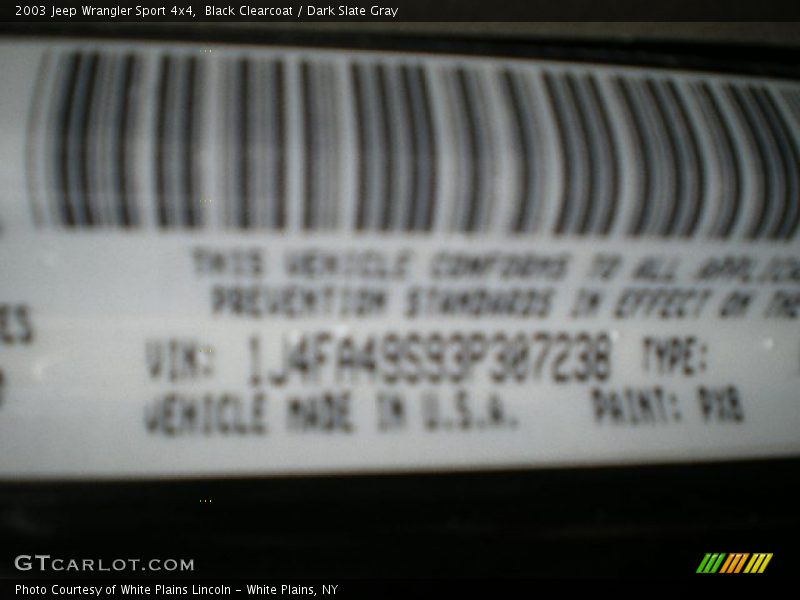 2003 Jeep Wrangler Sport 4x4,  Black Clearcoat / Dark Slate Gray
THIS VEHICLE CONFORMS TO ALL
PREVENTION STANDARDS IN EFFECT ON THE
ES
VIN: 1J4FA49S93P307238 TYPE:
VEHICLE MADE IN U.S.A. PAINT: PXB
GTCARLOT.COM
Photo Courtesy of White Plains Lincoln - White Plains, NY